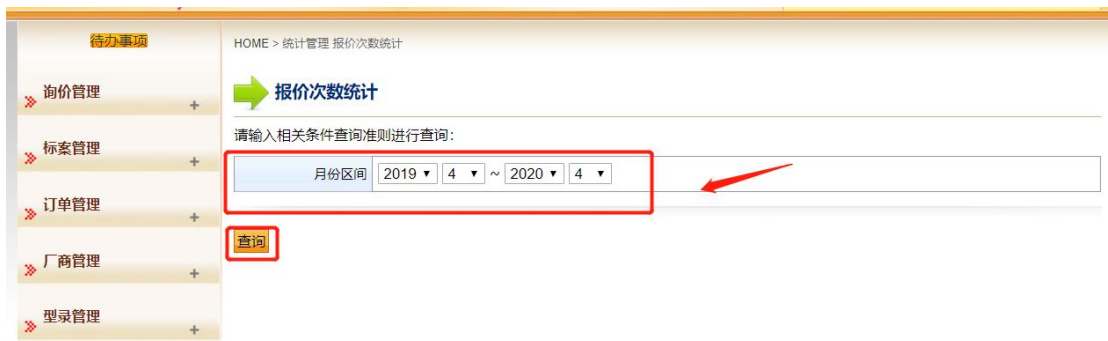 待办事项
HOME > 统计管理 报价次数统计
询价管理
报价次数统计
标案管理
请输入相关条件查询准则进行查询:
月份区间 2019 4 ~ 2020 4
订单管理
查询
厂商管理
型录管理